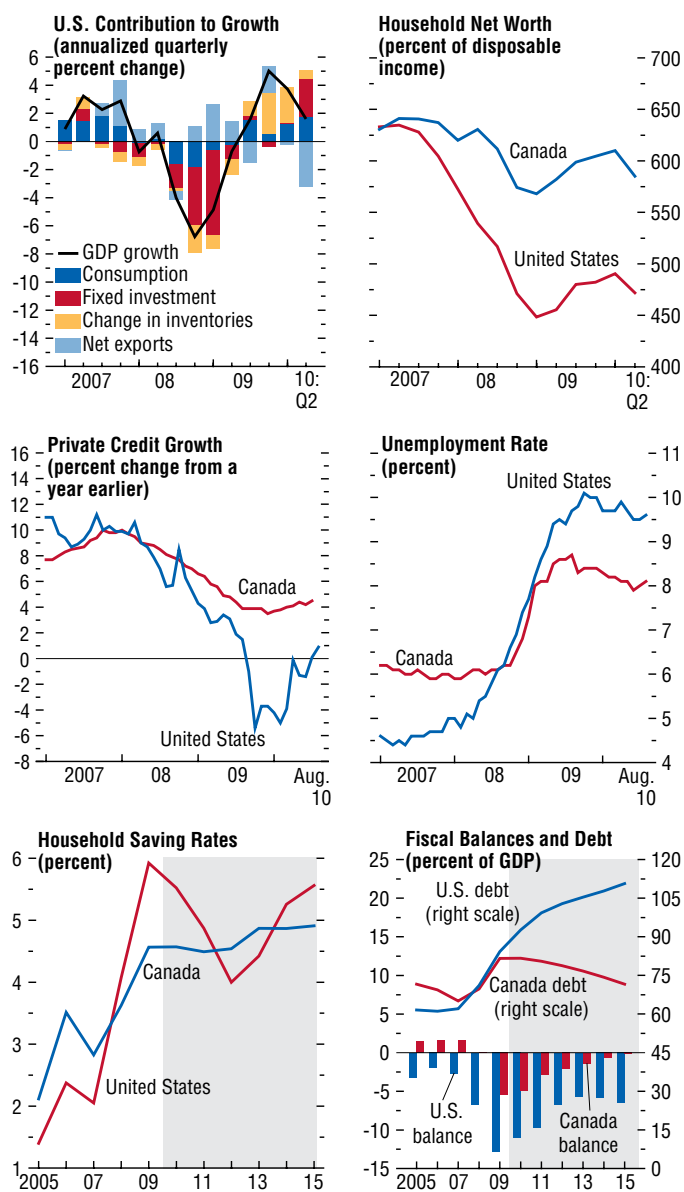 U.S. Contribution to Growth
(annualized quarterly
percent change)
6
4
2
0
-2
-4
-6
-8
-10
-12
-14
-16
GDP growth
Consumption
Fixed investment
Change in inventories
Net exports
2007
08
09
10:
Q2
Household Net Worth
(percent of disposable
income)
700
650
600
550
500
450
400
Canada
United States
2007
08
09
10:
Q2
Private Credit Growth
(percent change from a
year earlier)
16
14
12
10
8
6
4
2
0
-2
-4
-6
-8
Canada
United States
2007
08
09
Aug.
10
Unemployment Rate
(percent)
11
10
9
8
7
6
5
4
United States
Canada
2007
08
09
Aug.
10
Household Saving Rates
(percent)
6
5
4
3
2
1
Canada
United States
2005
07
09
11
13
15
Fiscal Balances and Debt
(percent of GDP)
25
20
15
10
5
0
-5
-10
-15
120
105
90
75
60
45
30
15
0
U.S. debt
(right scale)
Canada debt
(right scale)
U.S.
balance
Canada
balance
2005
07
09
11
13
15